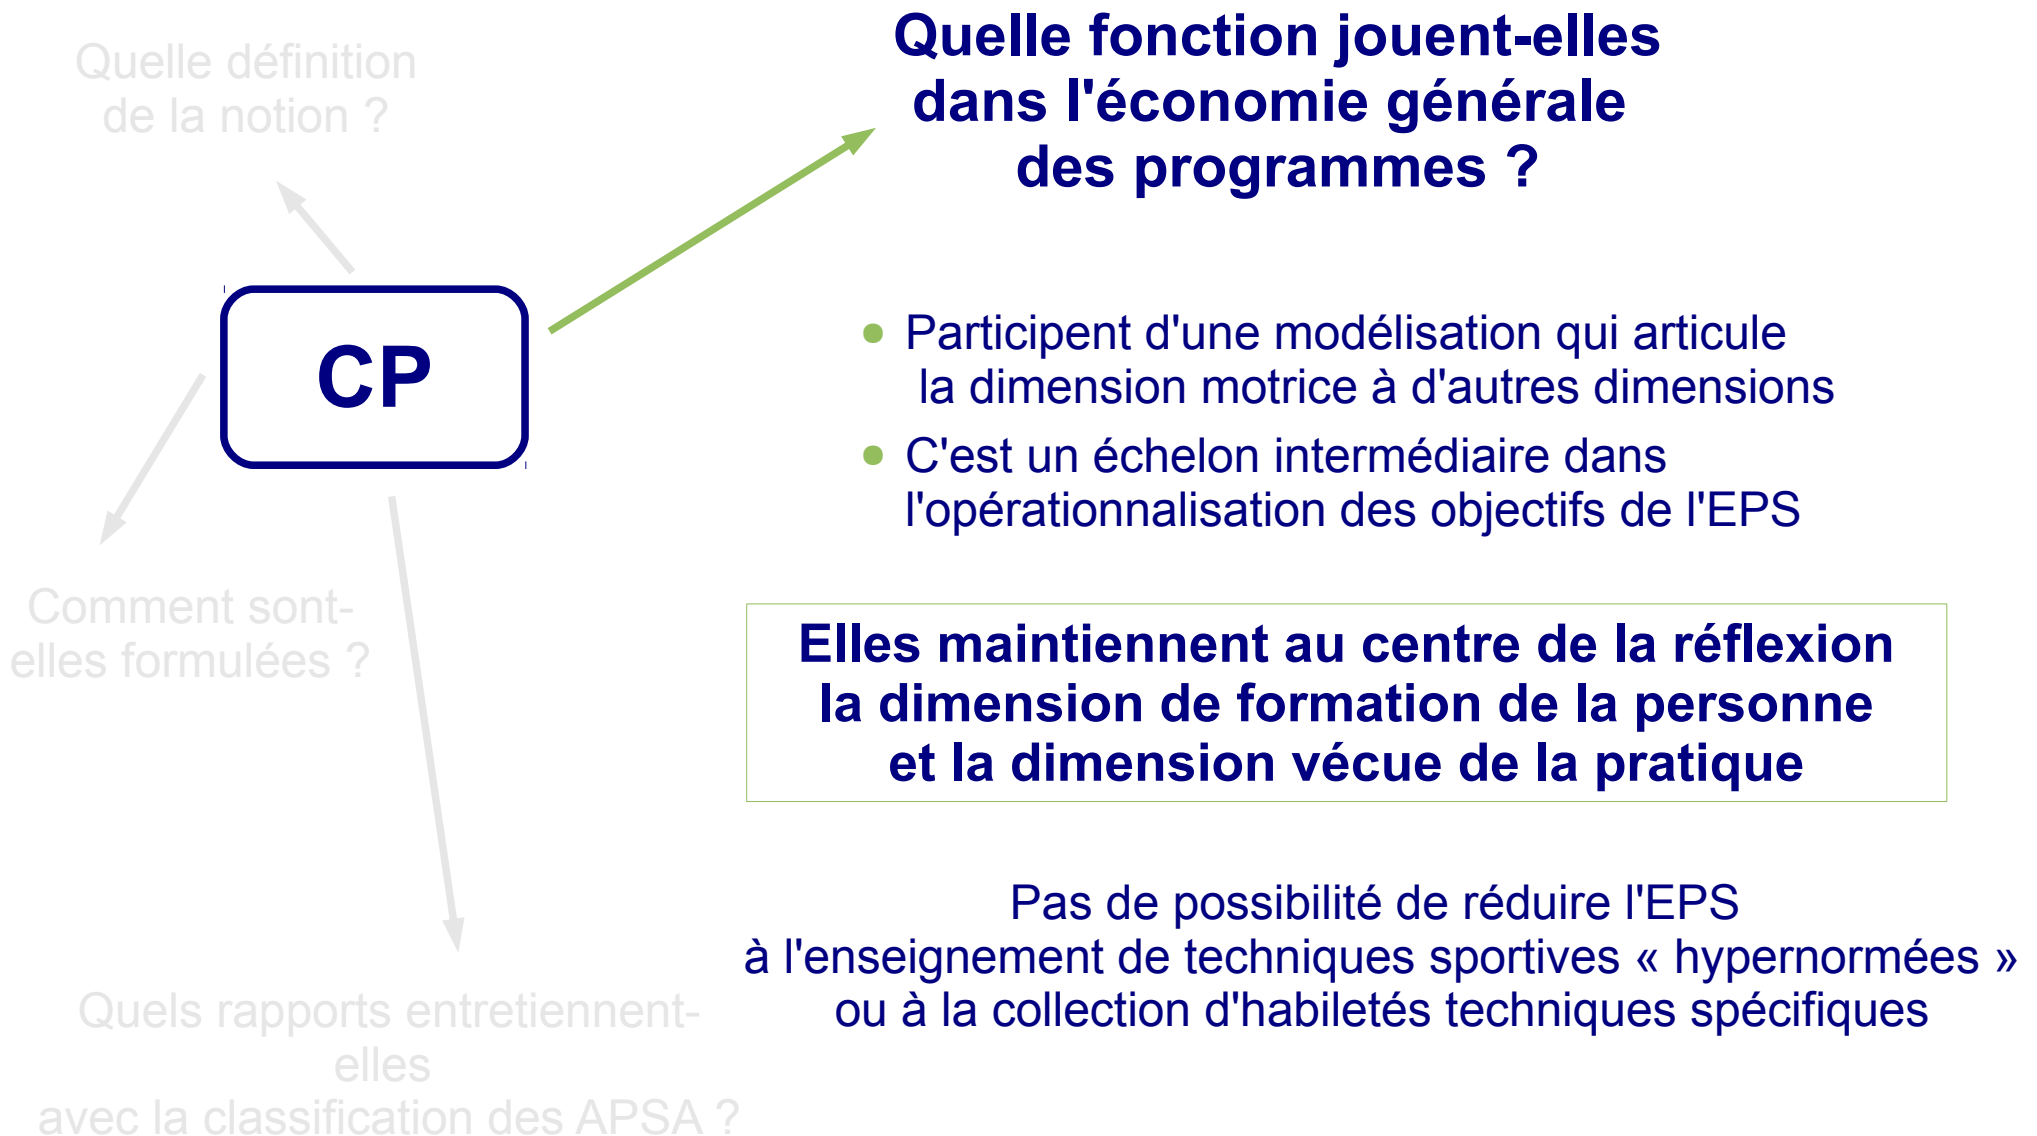 Quelle définition
de la notion ?
Quelle fonction jouent-elles
dans l'économie générale
des programmes ?
CP
• Participent d'une modélisation qui articule
la dimension motrice à d'autres dimensions
• C'est un échelon intermédiaire dans
l'opérationnalisation des objectifs de l'EPS
Comment sont-
elles formulées ?
Elles maintiennent au centre de la réflexion
la dimension de formation de la personne
et la dimension vécue de la pratique
Pas de possibilité de réduire l'EPS
à l'enseignement de techniques sportives « hypernormées »
ou à la collection d'habiletés techniques spécifiques
Quels rapports entretiennent-
elles
avec la classification des APSA ?